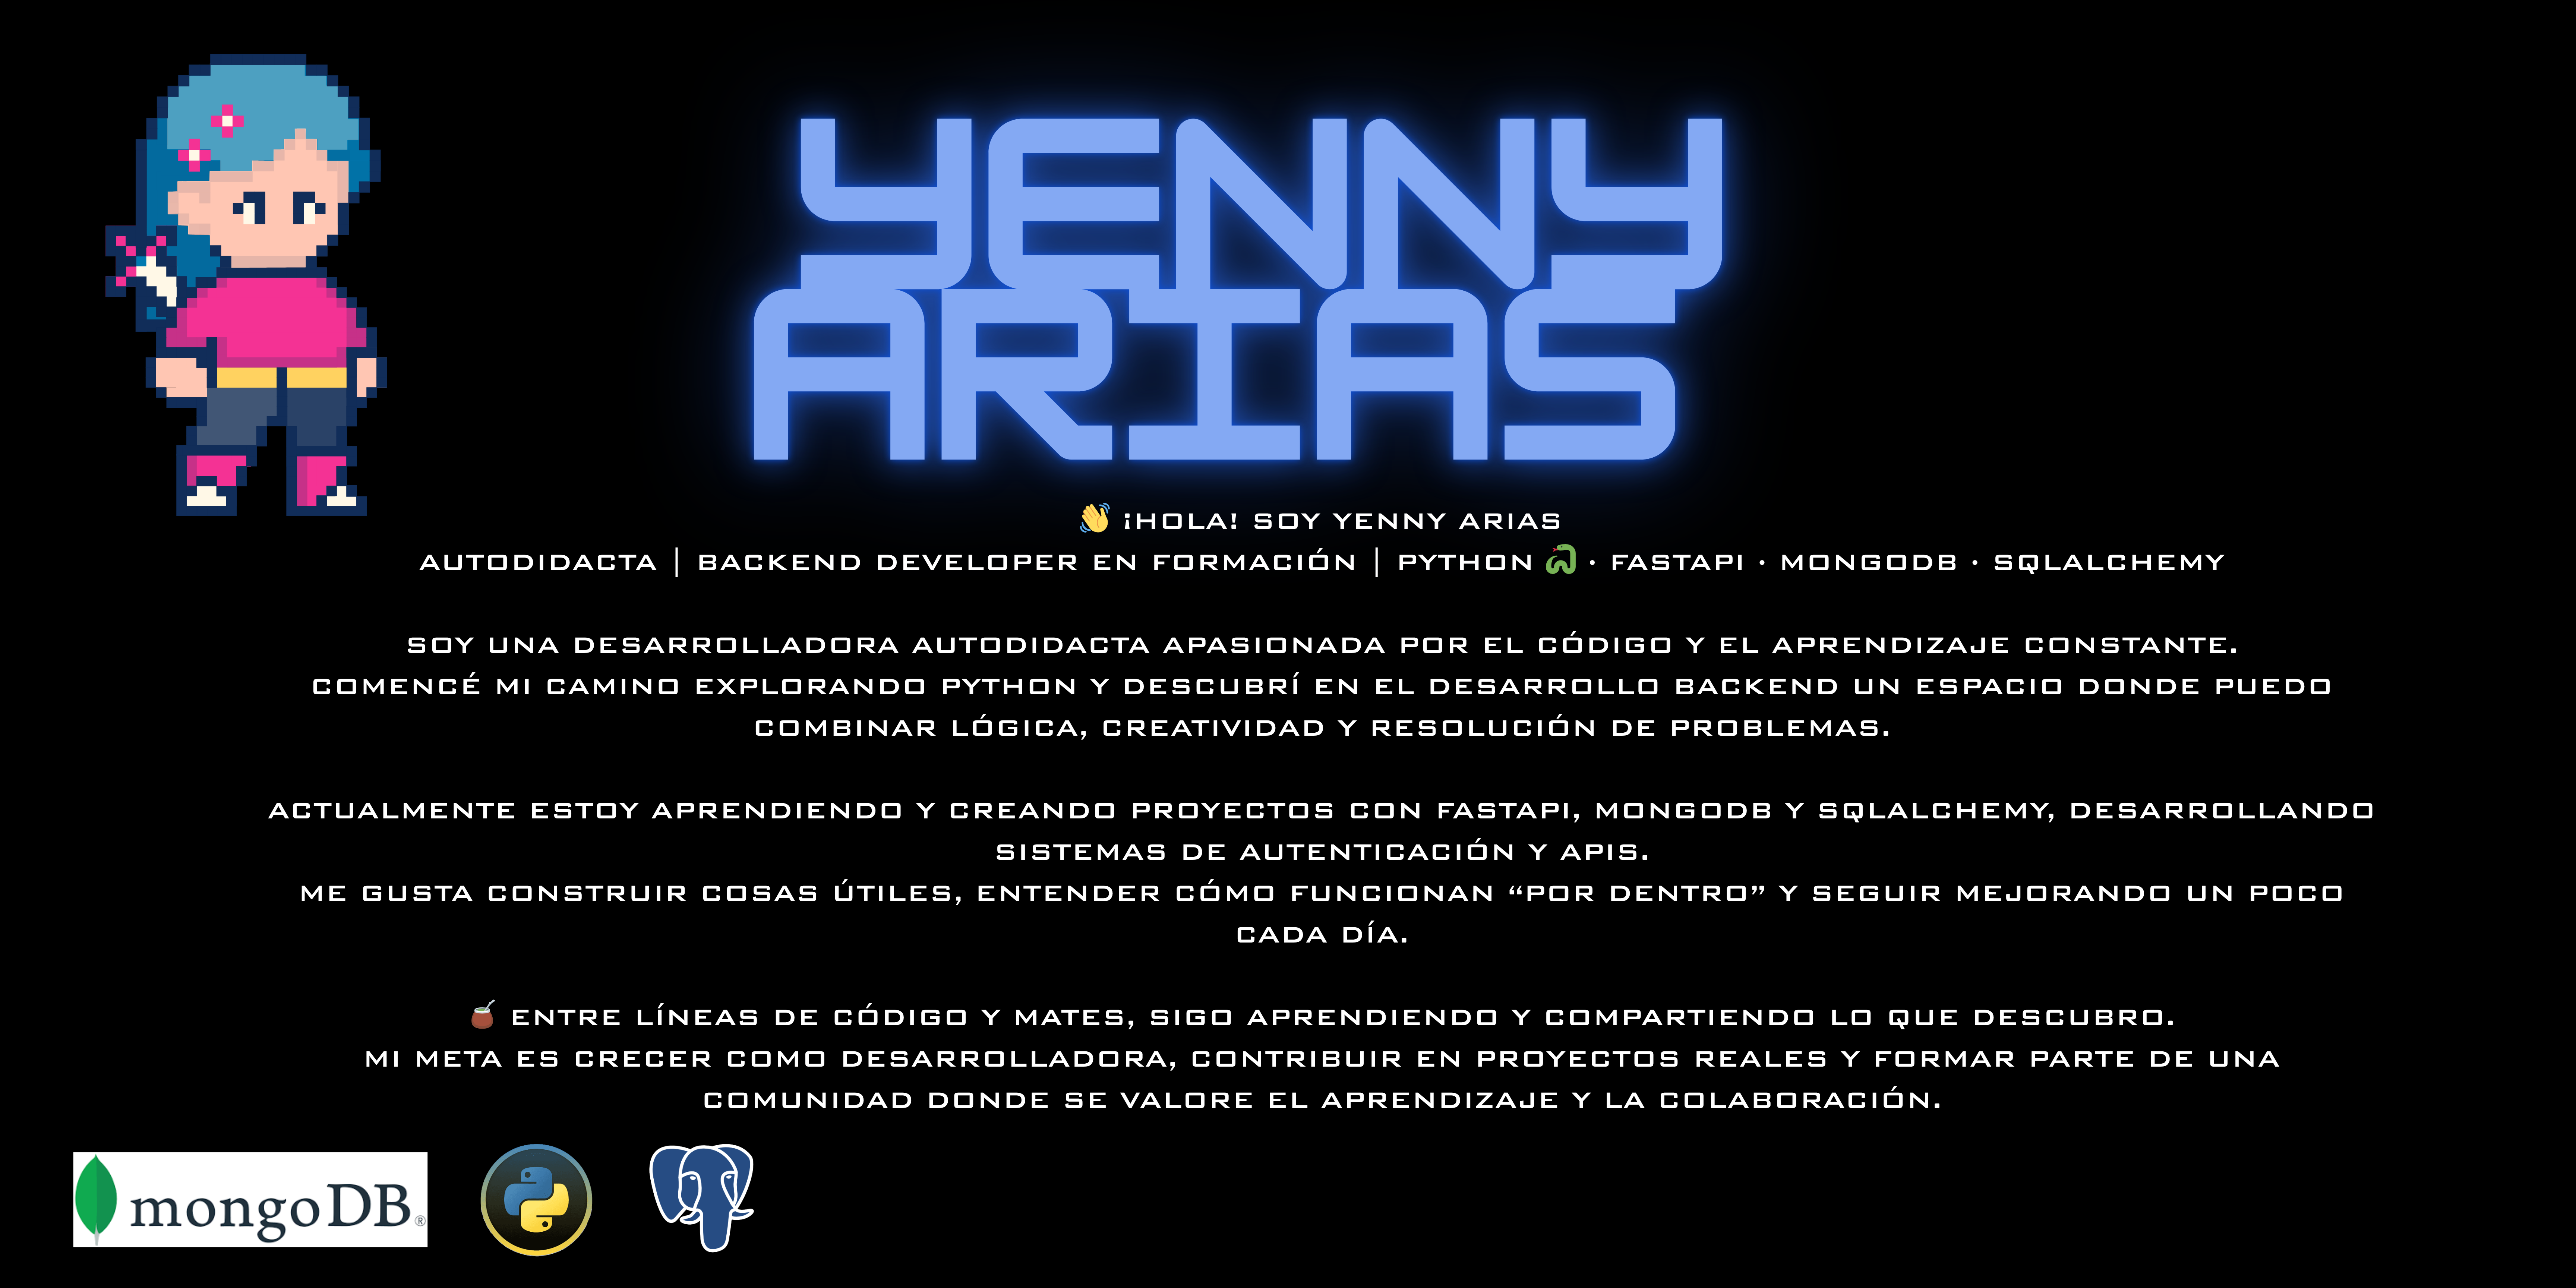 YENNY
ARIAS
👋 ¡HOLA! SOY YENNY ARIAS
AUTODIDACTA | BACKEND DEVELOPER EN FORMACIÓN | PYTHON 🐍 · FASTAPI · MONGODB · SQLALCHEMY
SOY UNA DESARROLLADORA AUTODIDACTA APASIONADA POR EL CÓDIGO Y EL APRENDIZAJE CONSTANTE.
COMENCÉ MI CAMINO EXPLORANDO PYTHON Y DESCUBRÍ EN EL DESARROLLO BACKEND UN ESPACIO DONDE PUEDO
COMBINAR LÓGICA, CREATIVIDAD Y RESOLUCIÓN DE PROBLEMAS.
ACTUALMENTE ESTOY APRENDIENDO Y CREANDO PROYECTOS CON FASTAPI, MONGODB Y SQLALCHEMY, DESARROLLANDO
SISTEMAS DE AUTENTICACIÓN Y APIS.
ME GUSTA CONSTRUIR COSAS ÚTILES, ENTENDER CÓMO FUNCIONAN “POR DENTRO” Y SEGUIR MEJORANDO UN POCO
CADA DÍA.
🧉 ENTRE LÍNEAS DE CÓDIGO Y MATES, SIGO APRENDIENDO Y COMPARTIENDO LO QUE DESCUBRO.
MI META ES CRECER COMO DESARROLLADORA, CONTRIBUIR EN PROYECTOS REALES Y FORMAR PARTE DE UNA
COMUNIDAD DONDE SE VALORE EL APRENDIZAJE Y LA COLABORACIÓN.
mongoDB®